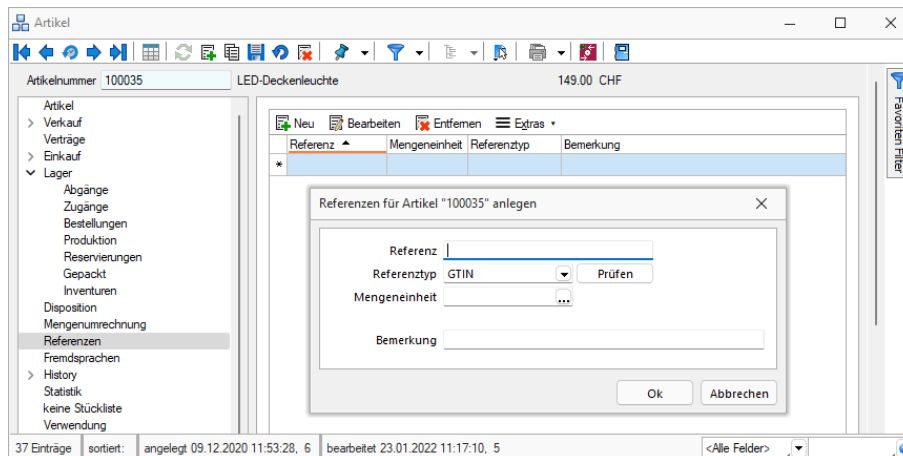 Artikel
Artikelnummer 100035 LED-Deckenleuchte 149.00 CHF
Artikel
Verkauf
Verträge
Einkauf
Lager
Abgänge
Zugänge
Bestellungen
Produktion
Reservierungen
Gepackt
Inventuren
Disposition
Mengenumrechnung
Referenzen
Fremdsprachen
History
Statistik
keine Stückliste
Verwendung
Neu Bearbeiten Entfernen Extras
Referenz Mengeneinheit Referenztyp Bemerkung
*
Referenzen für Artikel "100035" anlegen
Referenz
Referenztyp GTIN Prüfen
Mengeneinheit ...
Bemerkung
Ok Abbrechen
Favoriten Filter
37 Einträge sortiert: angelegt 09.12.2020 11:53:28, 6 bearbeitet 23.01.2022 11:17:10, 5 <Alle Felder>